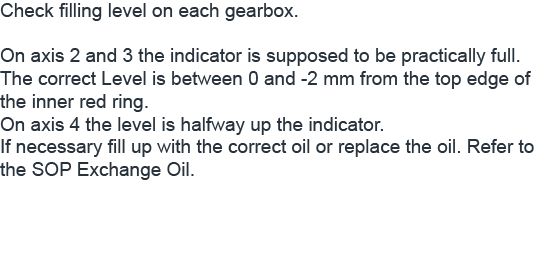 Check filling level on each gearbox.

On axis 2 and 3 the indicator is supposed to be practically full.
The correct Level is between 0 and -2 mm from the top edge of
the inner red ring.
On axis 4 the level is halfway up the indicator.
If necessary fill up with the correct oil or replace the oil. Refer to
the SOP Exchange Oil.